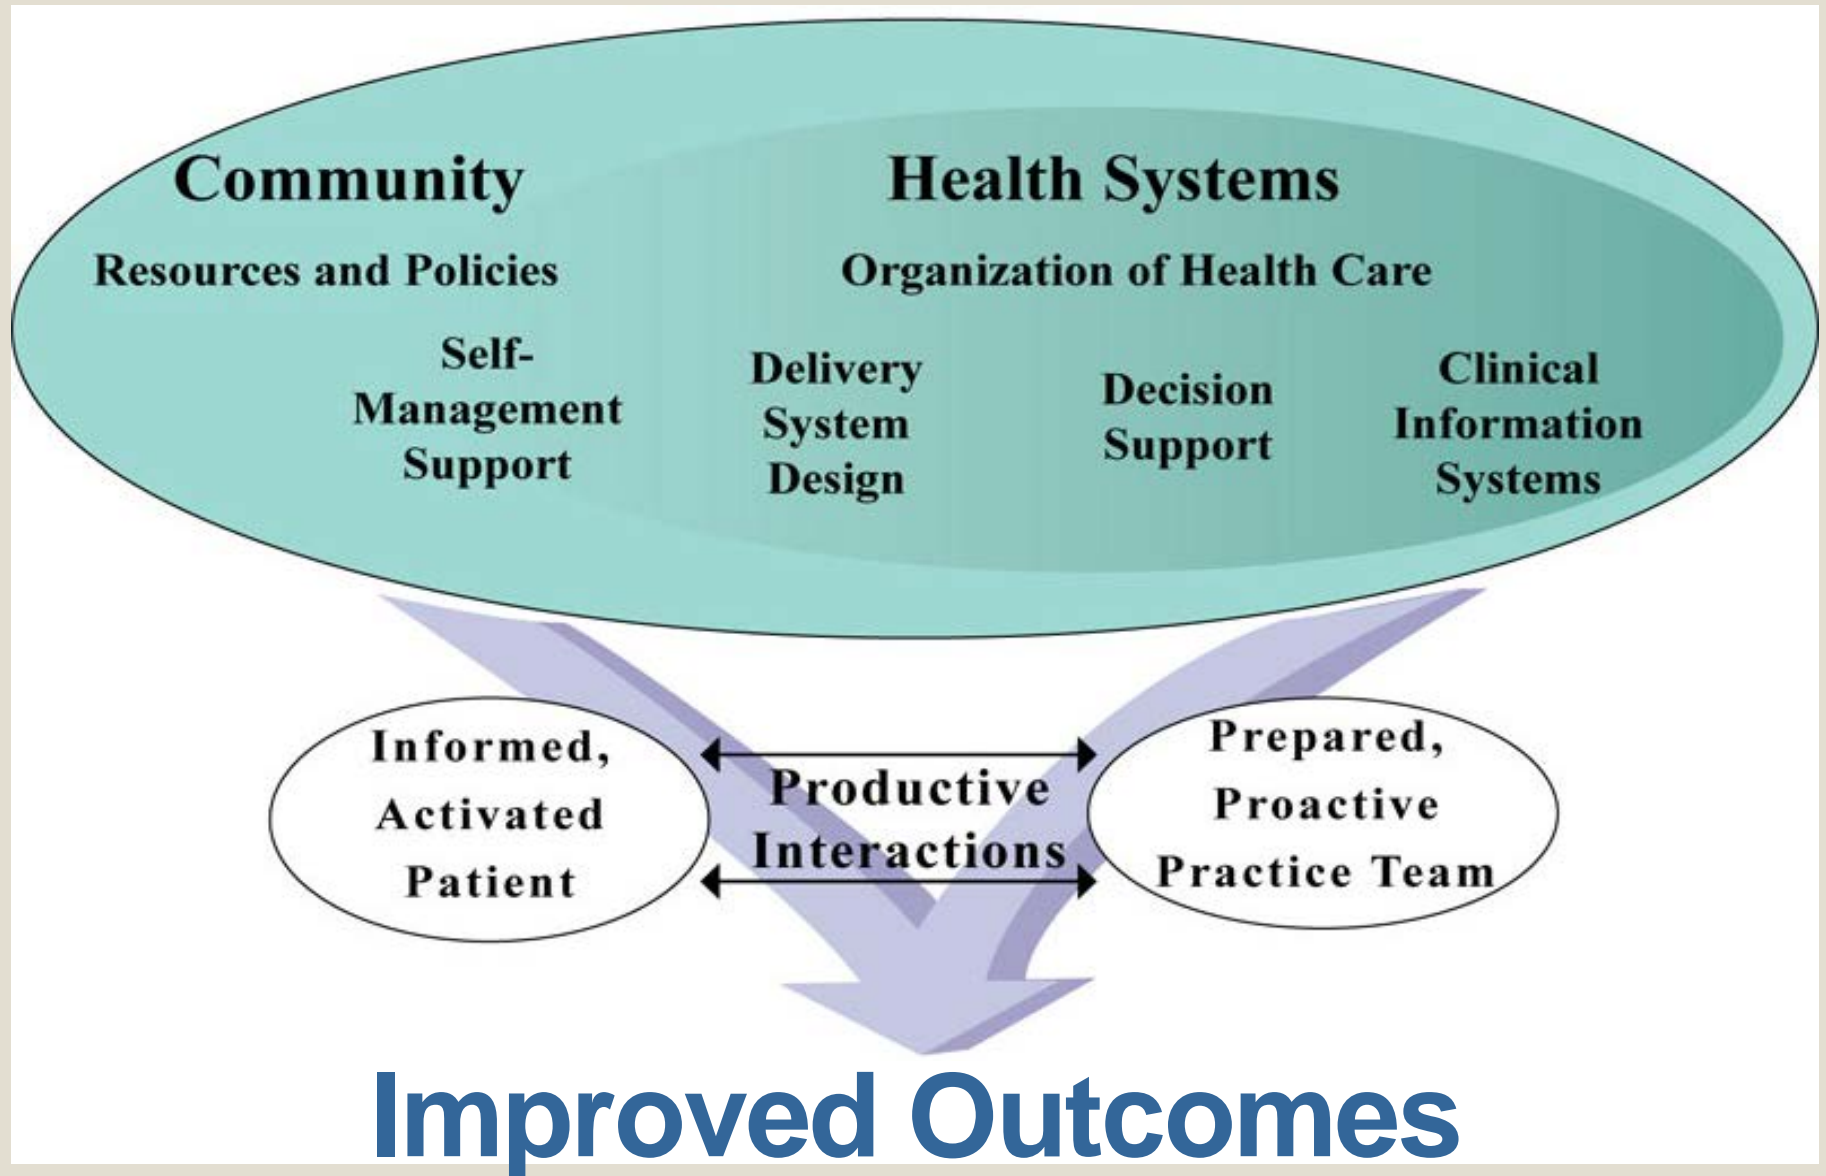 Community
Health Systems
Resources and Policies
Organization of Health Care
Self-
Management
Support
Delivery
System
Design
Decision
Support
Clinical
Information
Systems
Informed,
Activated
Patient
Productive
Interactions
Prepared,
Proactive
Practice Team
Improved Outcomes